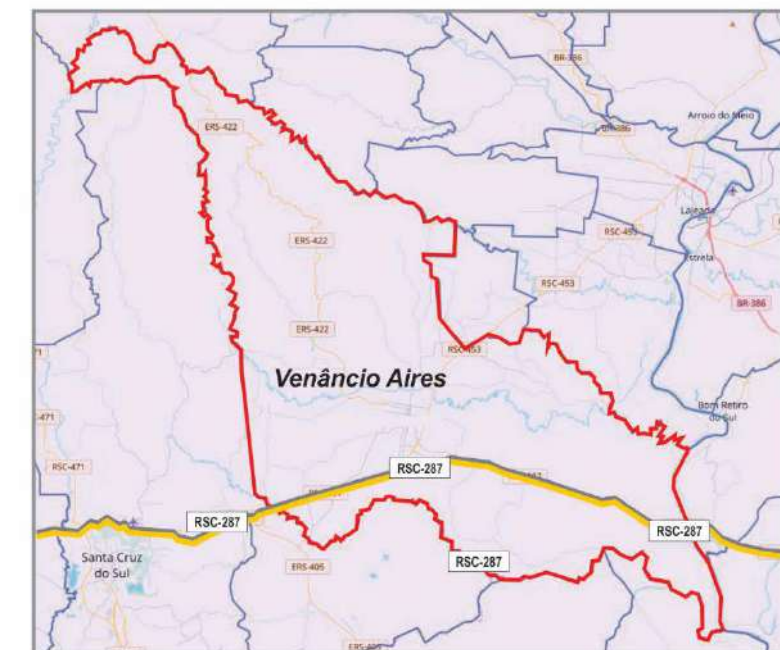 BR-386
Arroio do Meio
ERS-422
BR-386
Lajeado
ERS-422
RSC-453
Estrela
RSC-453
BR-386
ERS-422
RSC-453
Venâncio Aires
Bom Retiro
do Sul
-471
RSC-471
RSC-287
RSC-287
RSC-287
Santa Cruz
do Sul
RSC-287
ERS-405